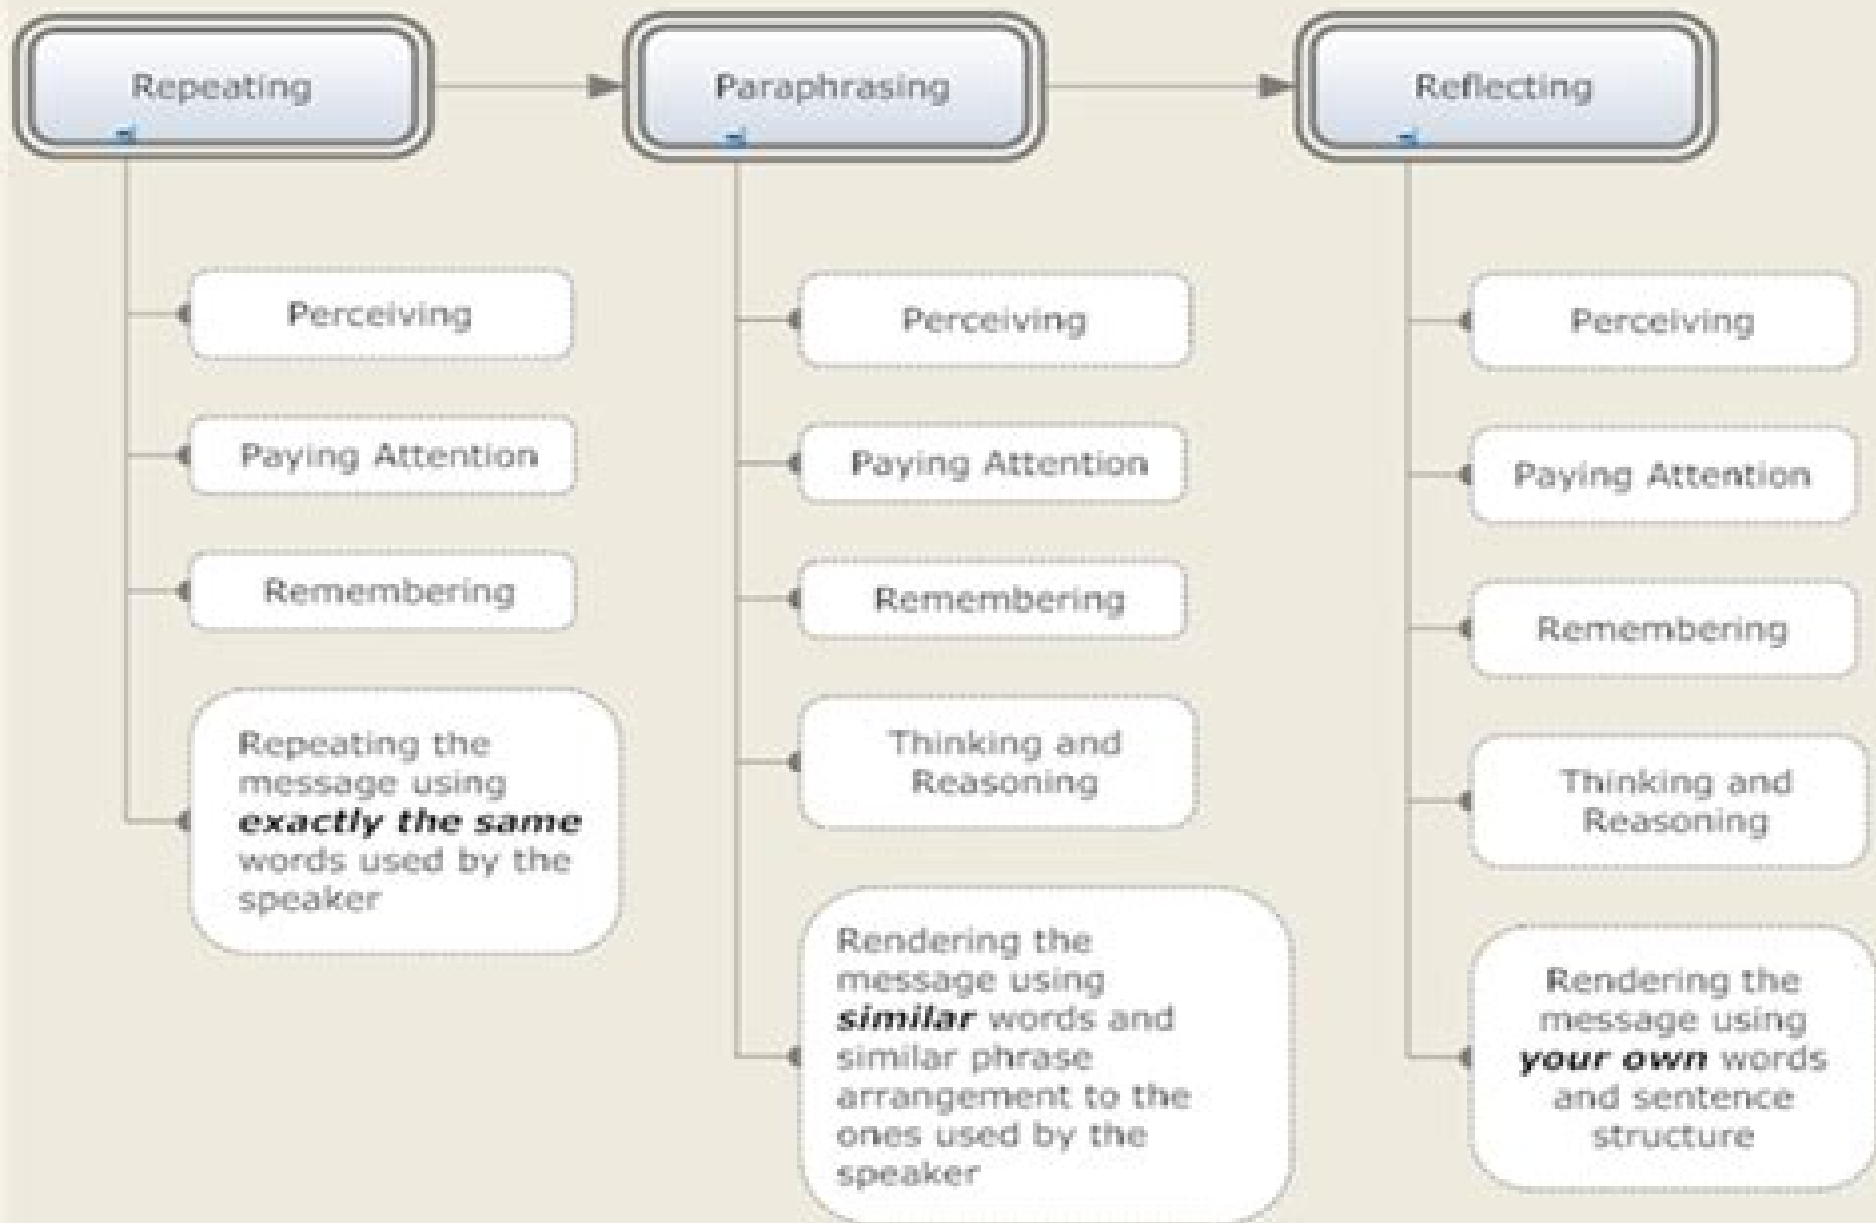 Repeating
Perceiving
Paying Attention
Remembering
Repeating the
message using
exactly the same
words used by the
speaker
Paraphrasing
Perceiving
Paying Attention
Remembering
Thinking and
Reasoning
Rendering the
message using
similar words and
similar phrase
arrangement to the
ones used by the
speaker
Reflecting
Perceiving
Paying Attention
Remembering
Thinking and
Reasoning
Rendering the
message using
your own words
and sentence
structure